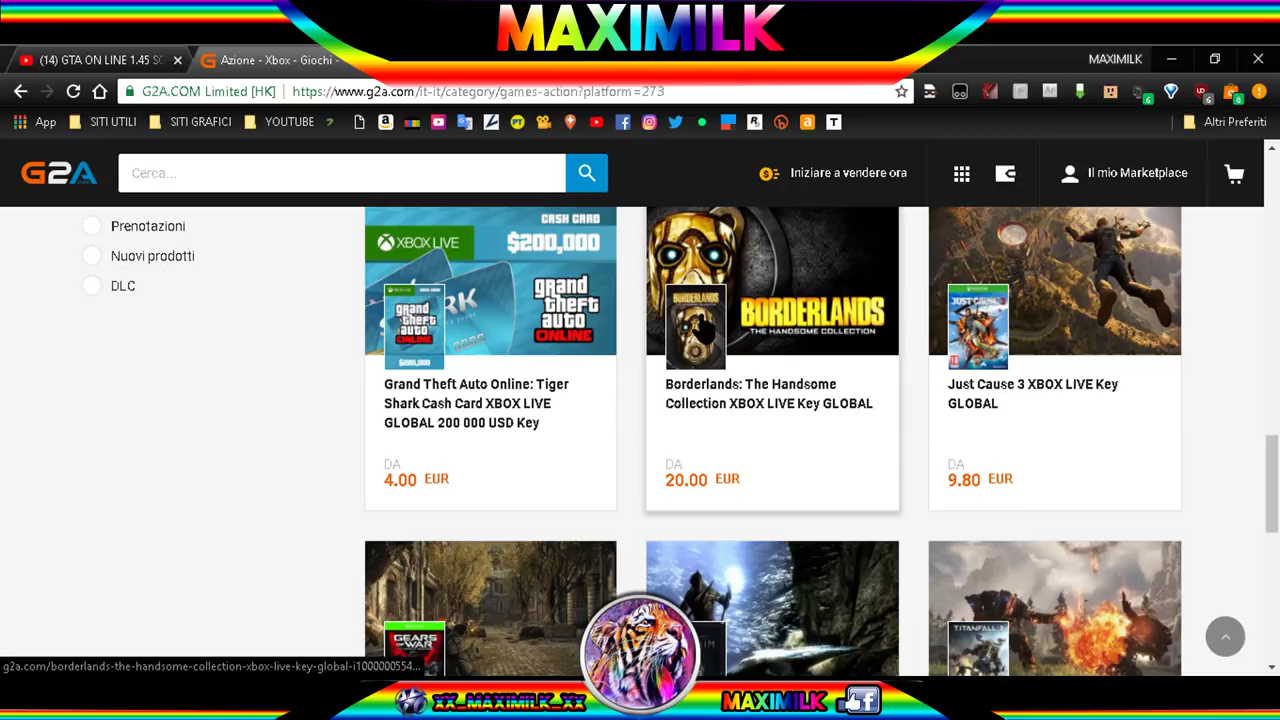 MAXIMILK
(14) GTA ON LINE 1.45 SO
Azione - Xbox - Giochi -
MAXIMILK
G2A.COM Limited [HK]
https://www.g2a.com/it-it/category/games-action?platform=273
App
SITI UTILI
SITI GRAFICI
YOUTUBE
Altri Preferiti
G2A
Cerca...
Iniziare a vendere ora
Il mio Marketplace
Prenotazioni
Nuovi prodotti
DLC
CASH CARD
XBOX LIVE
$200,000
grand
theft
auto
ONLINE
BORDERLANDS
THE HANDSOME COLLECTION
JUST CAUSE
Grand Theft Auto Online: Tiger
Shark Cash Card XBOX LIVE
GLOBAL 200 000 USD Key
DA
4.00 EUR
Borderlands: The Handsome
Collection XBOX LIVE Key GLOBAL
DA
20.00 EUR
Just Cause 3 XBOX LIVE Key
GLOBAL
DA
9.80 EUR
GEARS
OF WAR
TITANFALL 2
g2a.com/borderlands-the-handsome-collection-xbox-live-key-global-i1000000554...
XX_MAXIMILK_XX
MAXIMILK